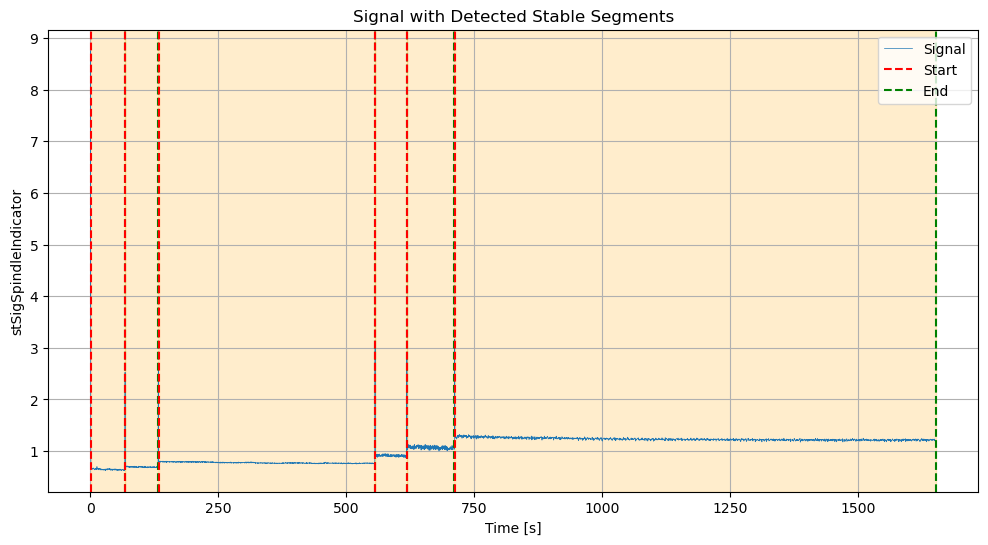 Signal with Detected Stable Segments
9
8
7
6
5
4
3
2
1
stSigSpindleIndicator
Signal
Start
End
0 250 500 750 1000 1250 1500
Time [s]